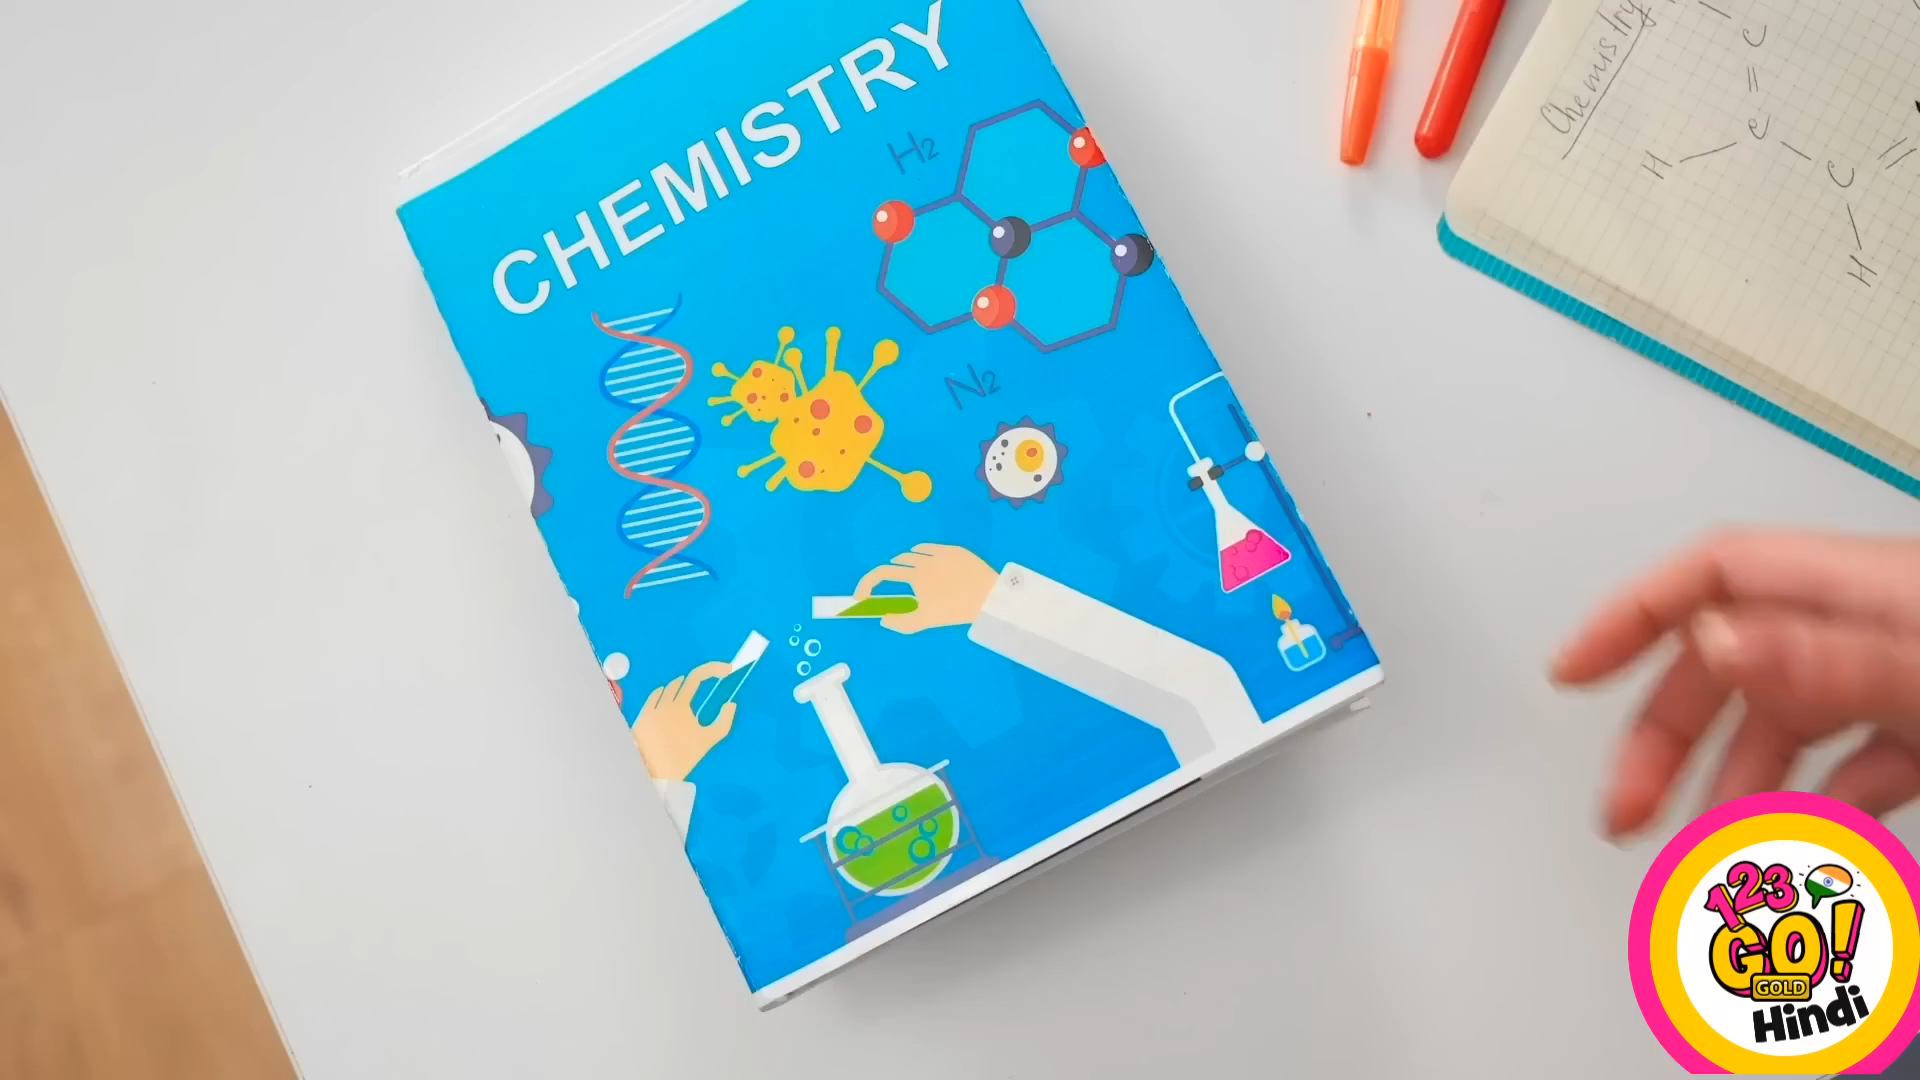 CHEMISTRY
H2
N2
Chemistry
C
=
H
C
C
=
H
123
GO!
GOLD
Hindi